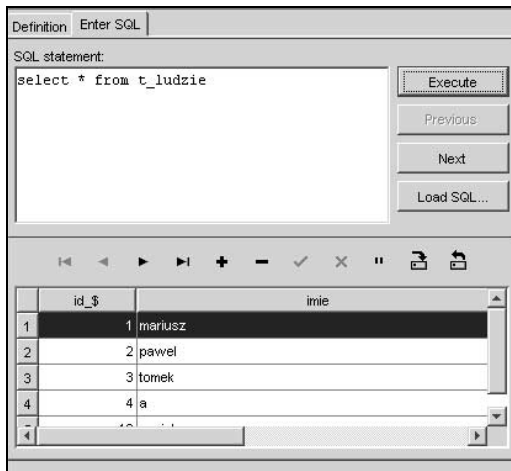 Definition Enter SQL
SQL statement:
select * from t_ludzie
Execute
Previous
Next
Load SQL...
id_$ imie
1 1 mariusz
2 2 pawel
3 3 tomek
4 4 a